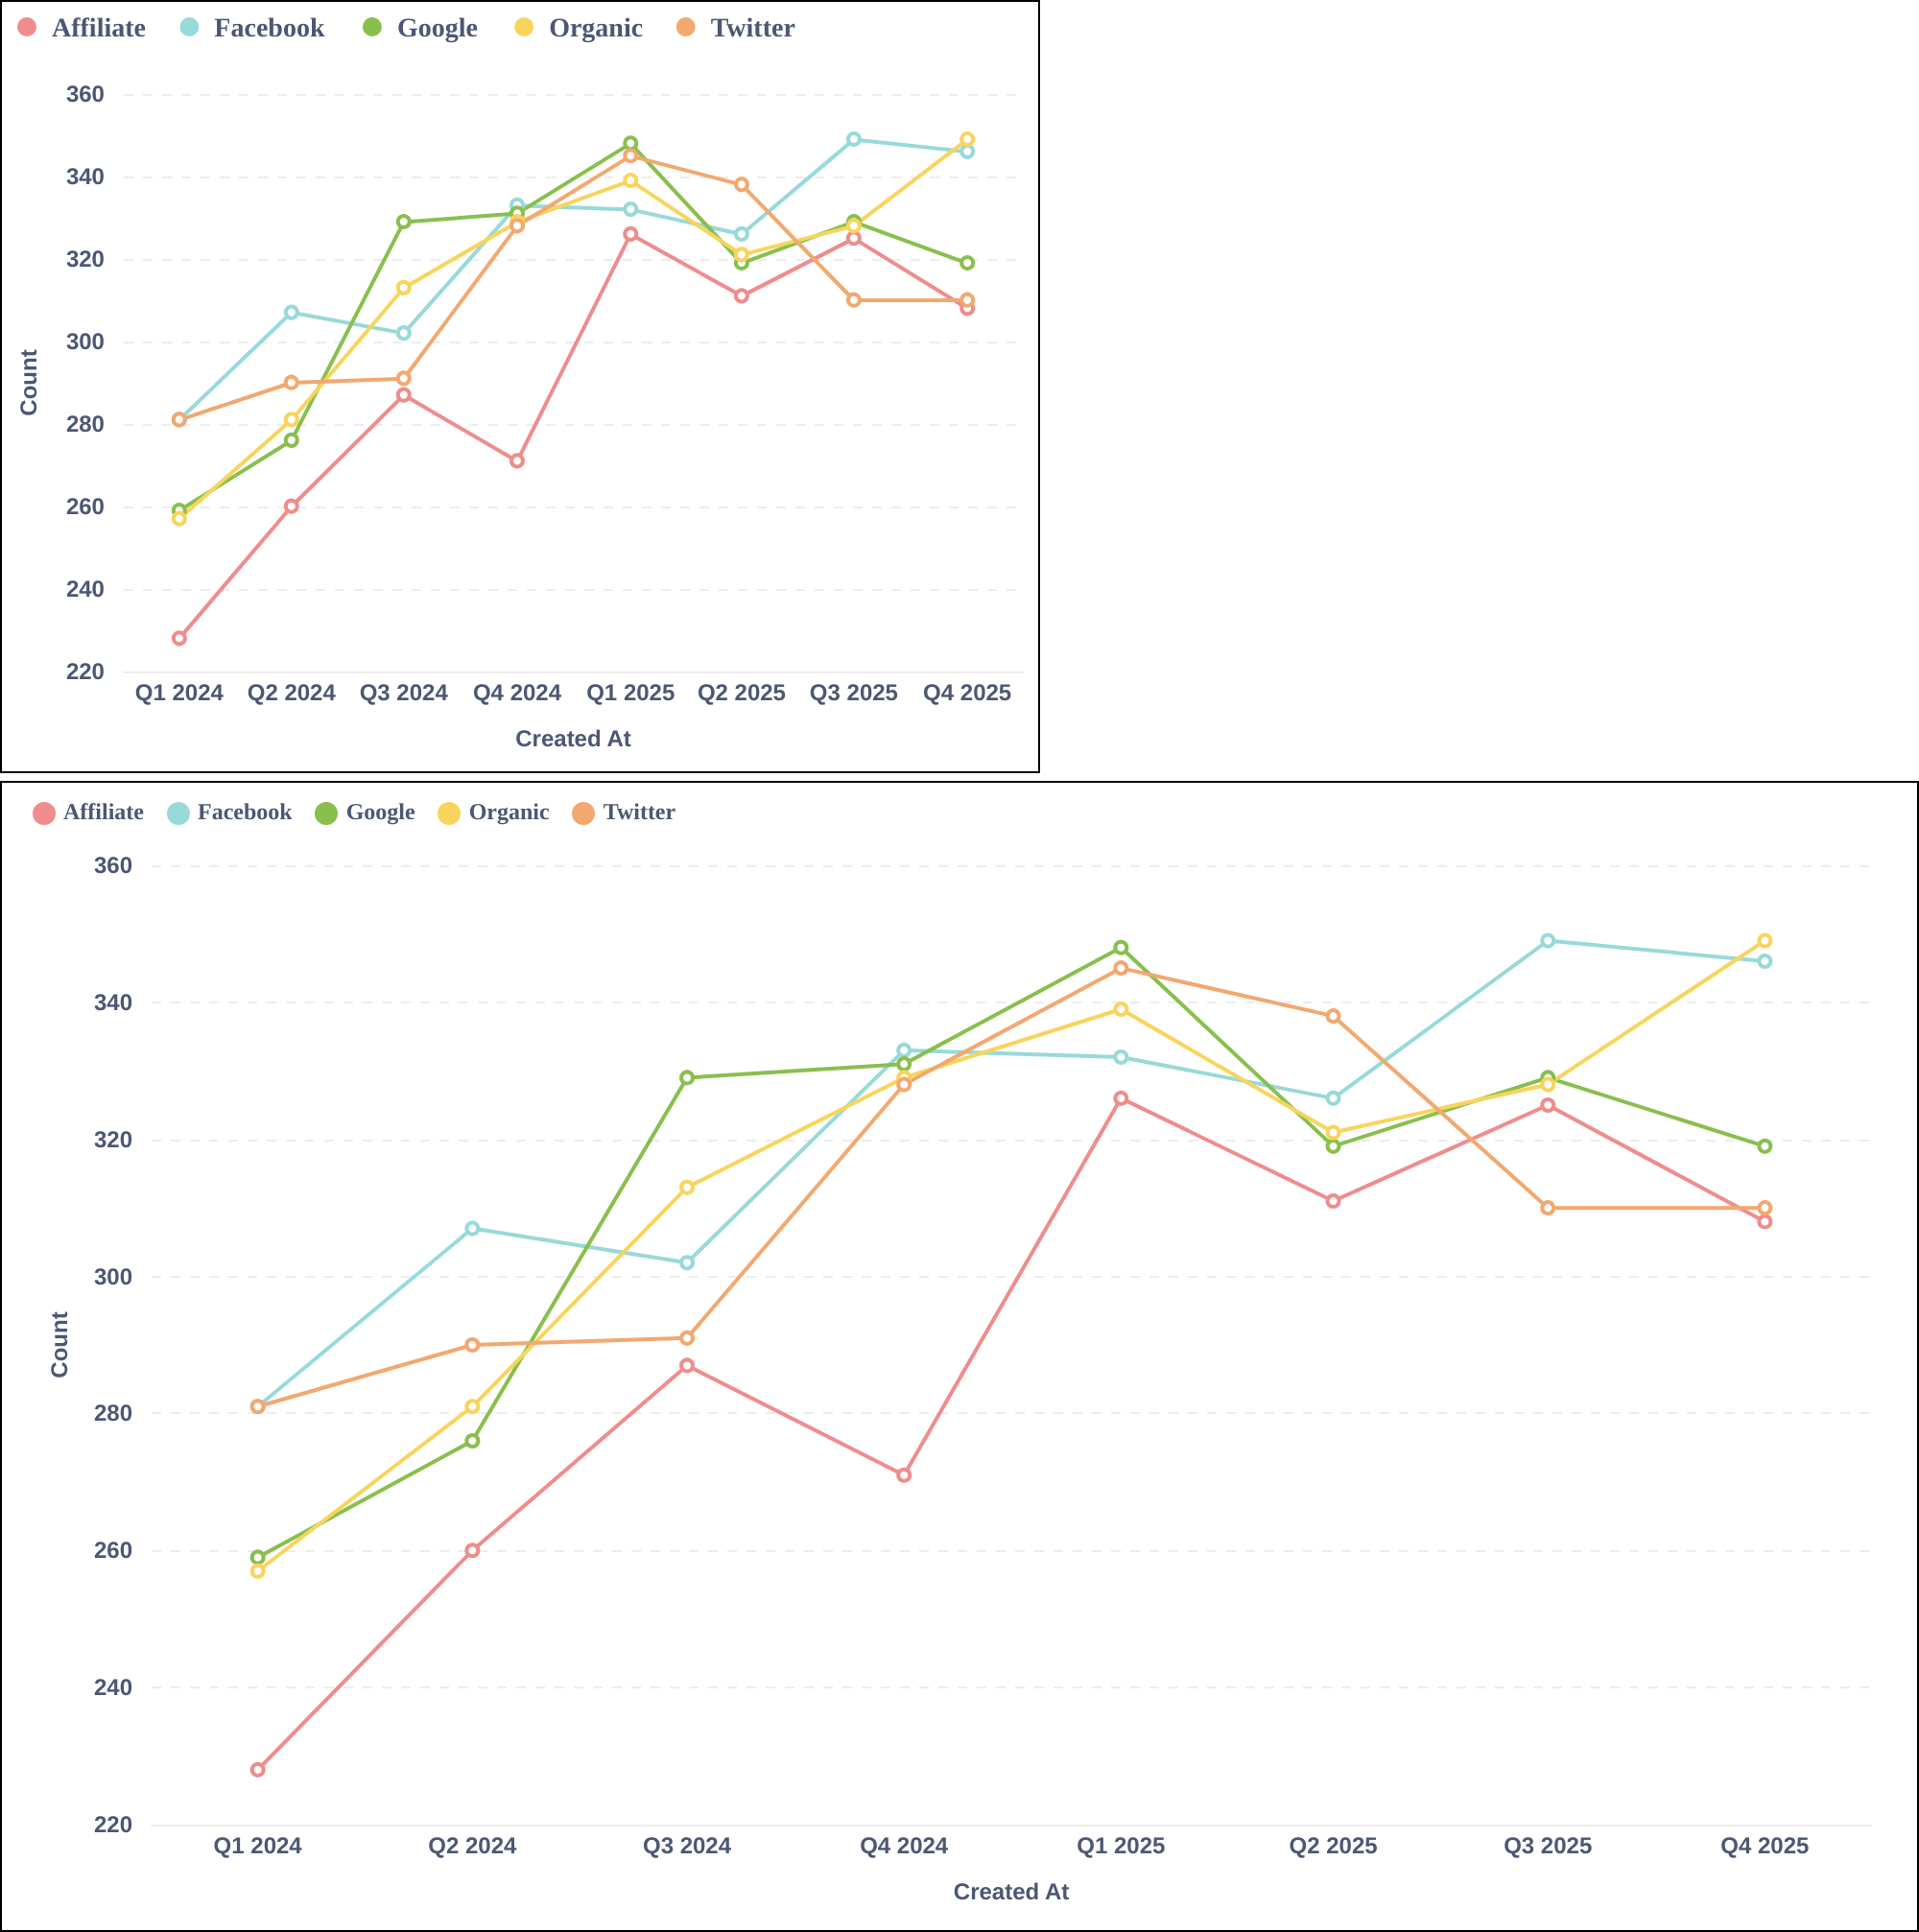 Affiliate Facebook Google Organic Twitter
360
340
320
300
280
260
240
220
Count
Q1 2024 Q2 2024 Q3 2024 Q4 2024 Q1 2025 Q2 2025 Q3 2025 Q4 2025
Created At
Affiliate Facebook Google Organic Twitter
360
340
320
300
280
260
240
220
Count
Q1 2024 Q2 2024 Q3 2024 Q4 2024 Q1 2025 Q2 2025 Q3 2025 Q4 2025
Created At